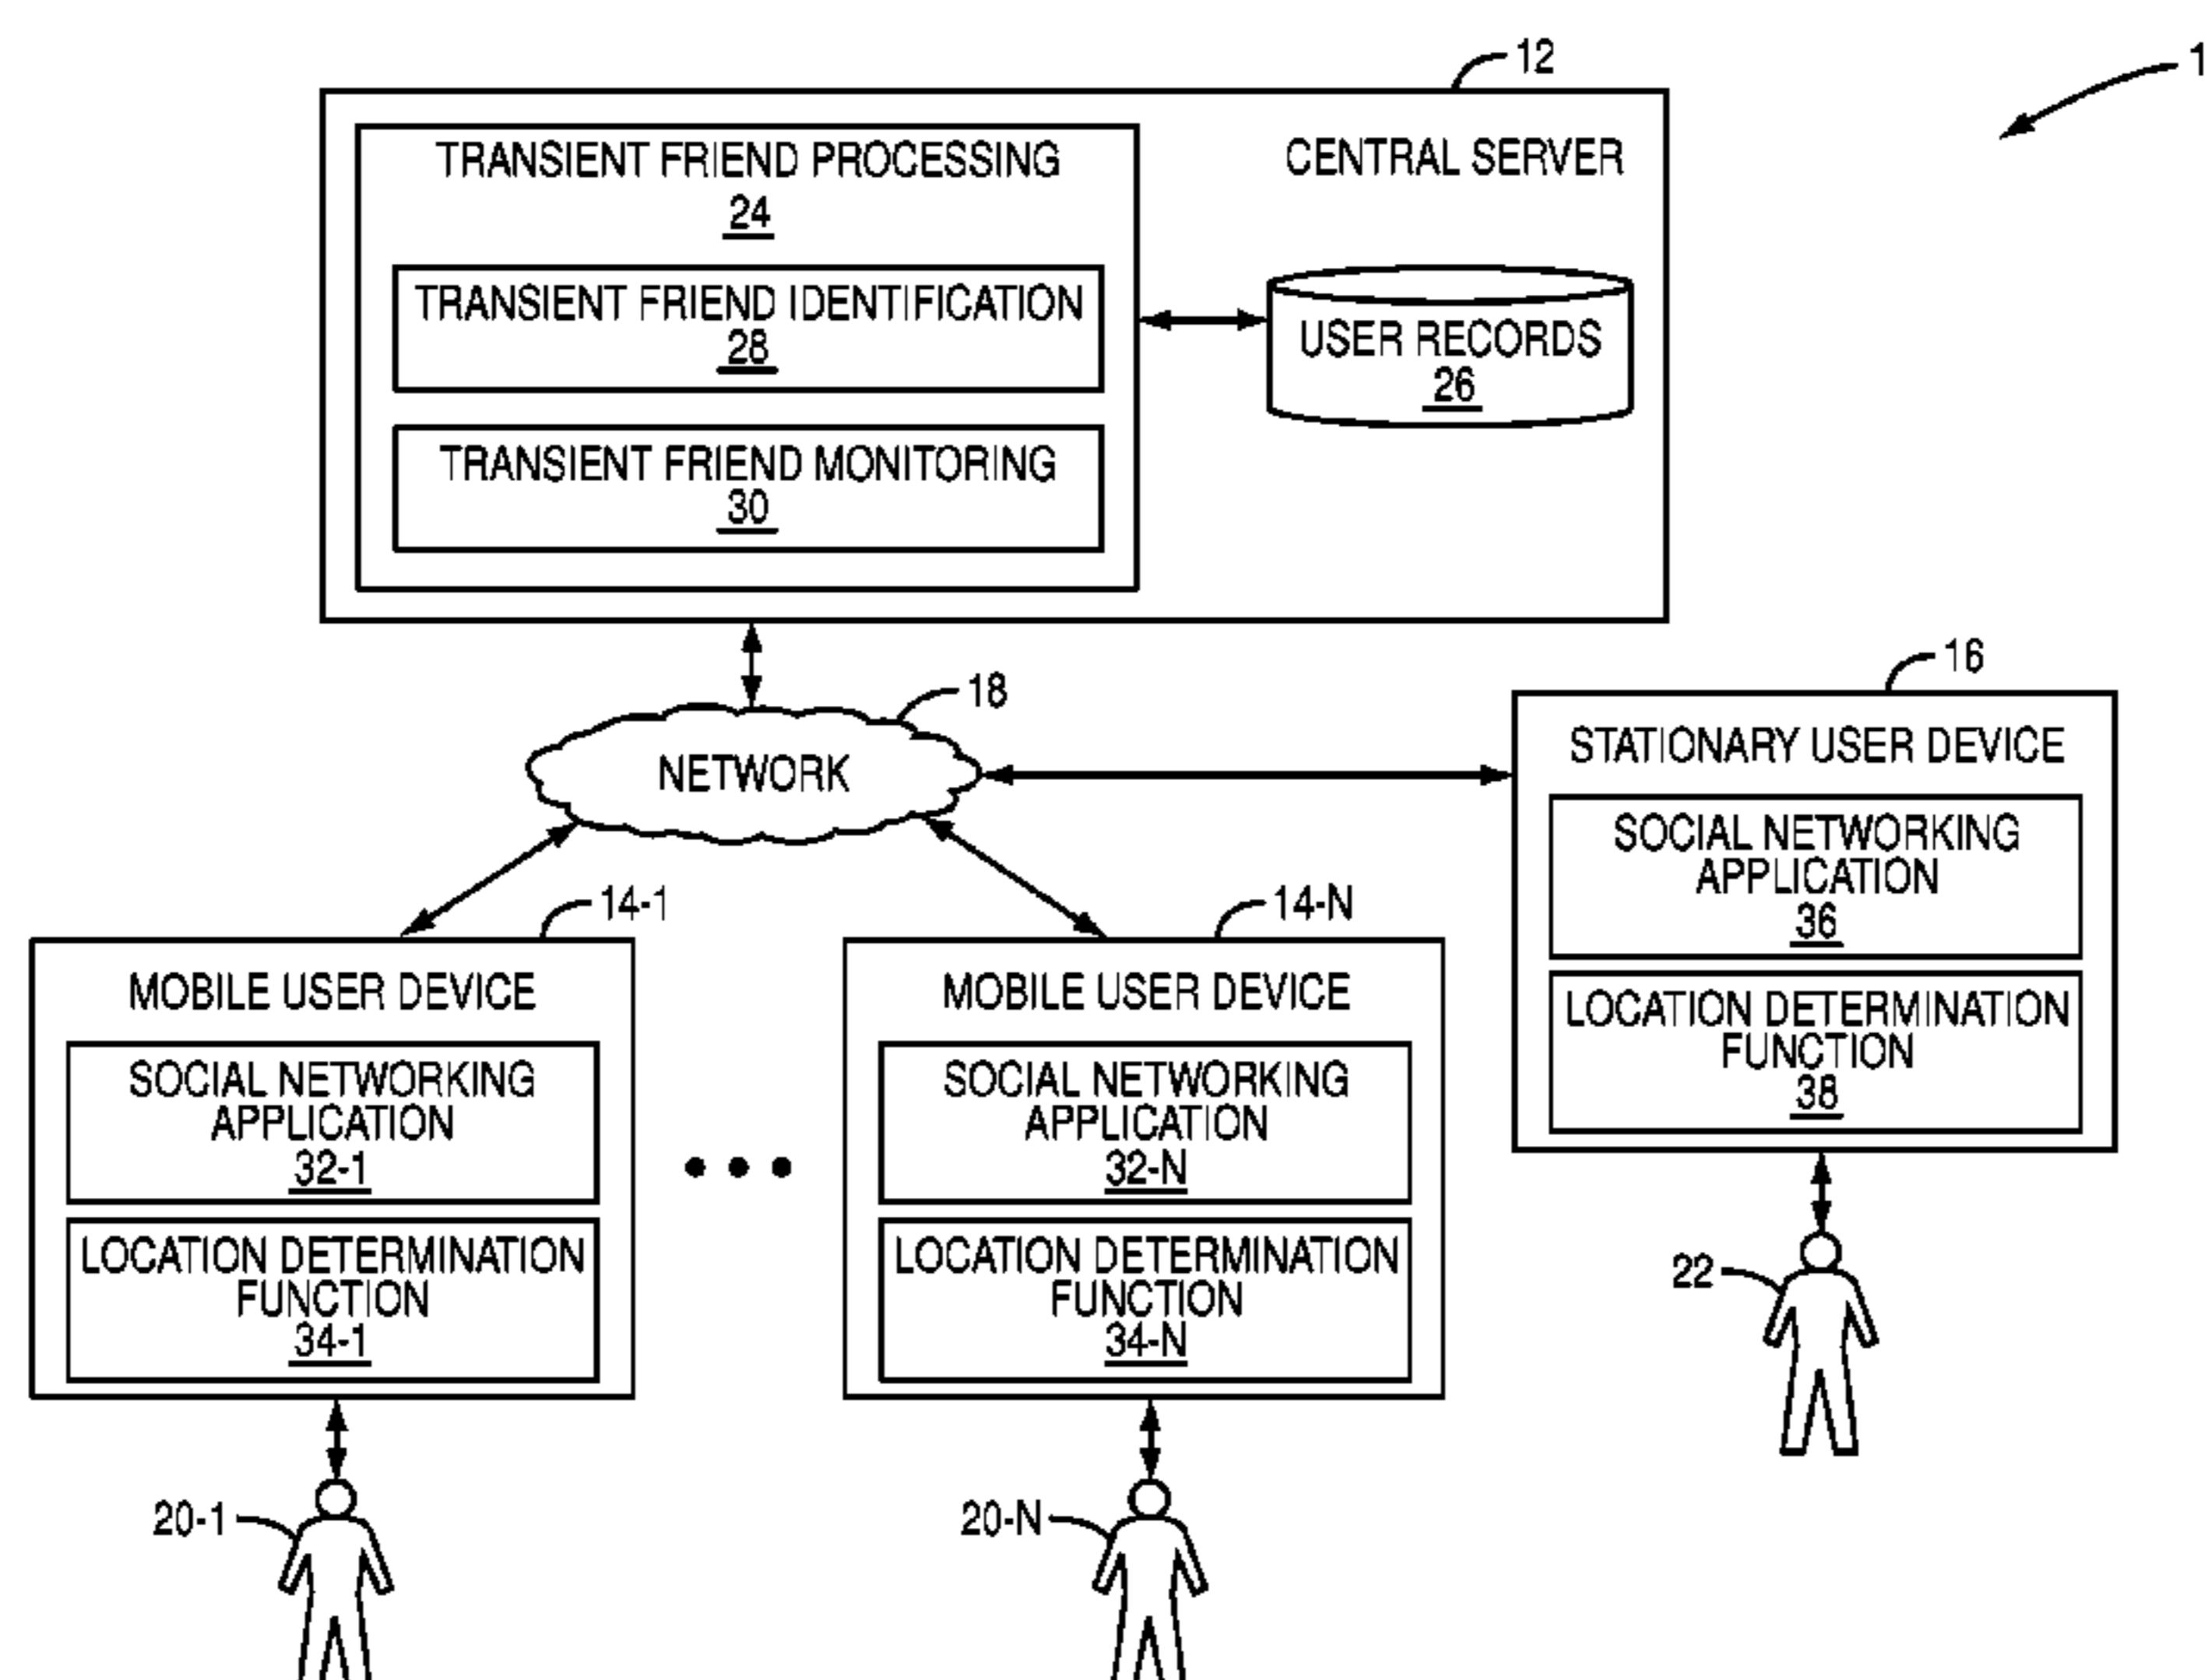 12
1
TRANSIENT FRIEND PROCESSING
24
CENTRAL SERVER
TRANSIENT FRIEND IDENTIFICATION
28
USER RECORDS
26
TRANSIENT FRIEND MONITORING
30
18
NETWORK
16
STATIONARY USER DEVICE
SOCIAL NETWORKING
APPLICATION
36
LOCATION DETERMINATION
FUNCTION
38
22
14-1
MOBILE USER DEVICE
SOCIAL NETWORKING
APPLICATION
32-1
LOCATION DETERMINATION
FUNCTION
34-1
20-1
14-N
MOBILE USER DEVICE
SOCIAL NETWORKING
APPLICATION
32-N
LOCATION DETERMINATION
FUNCTION
34-N
20-N